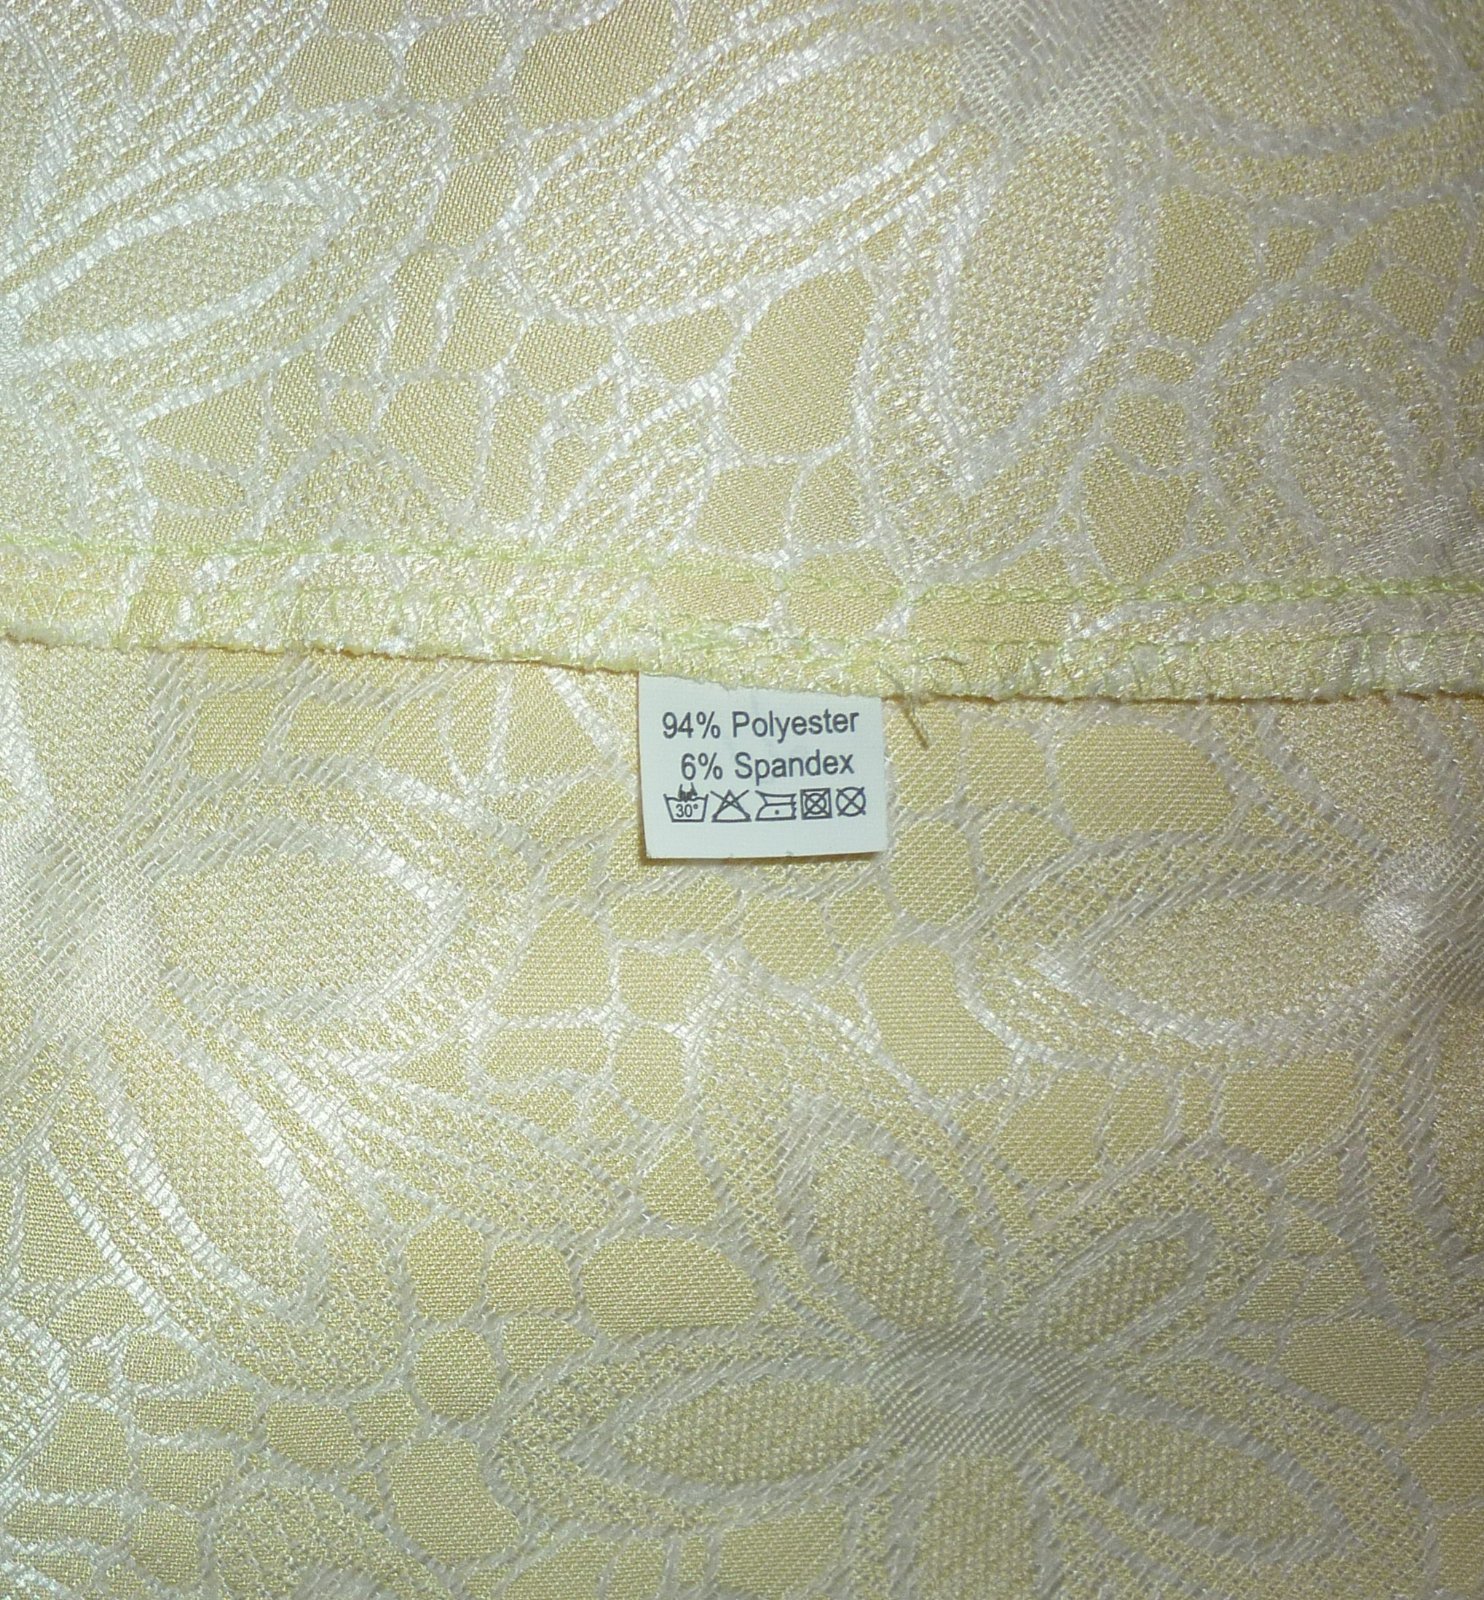 94% Polyester
6% Spandex
30°